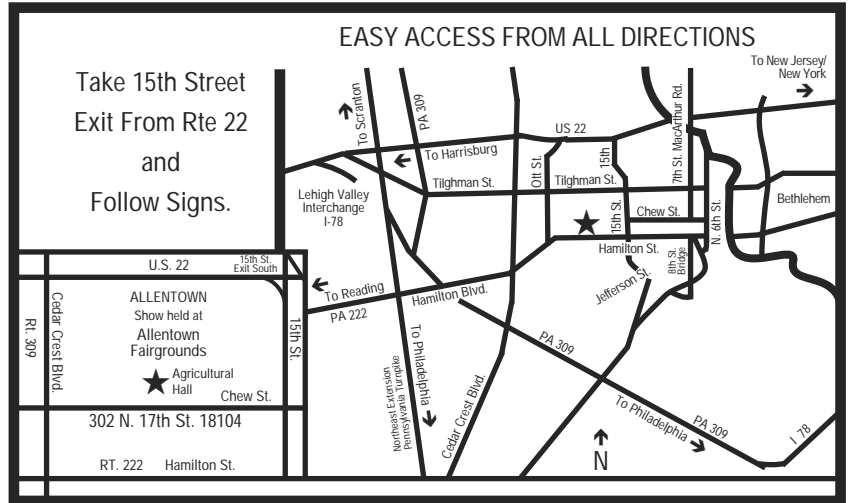 EASY ACCESS FROM ALL DIRECTIONS
Take 15th Street
Exit From Rte 22
and
Follow Signs.
To New Jersey/
New York
To Scranton
PA 309
US 22
To Harrisburg
15th
7th St. MacArthur Rd.
Ott St.
Tilghman St.
Tilghman St.
Lehigh Valley
Interchange
I-78
15th St.
Chew St.
N. 6th St.
Bethlehem
Hamilton St.
8th St.
Bridge
Jefferson St.
To Reading
PA 222
Hamilton Blvd.
Northeast Extension
Pennsylvania Turnpike
To Philadelphia
Cedar Crest Blvd.
PA 309
To Philadelphia
PA 309
I 78
N
U.S. 22
15th St.
Exit South
Rt. 309
Cedar Crest Blvd.
ALLENTOWN
Show held at
Allentown
Fairgrounds
Agricultural
Hall
15th St.
Chew St.
302 N. 17th St. 18104
RT. 222 Hamilton St.